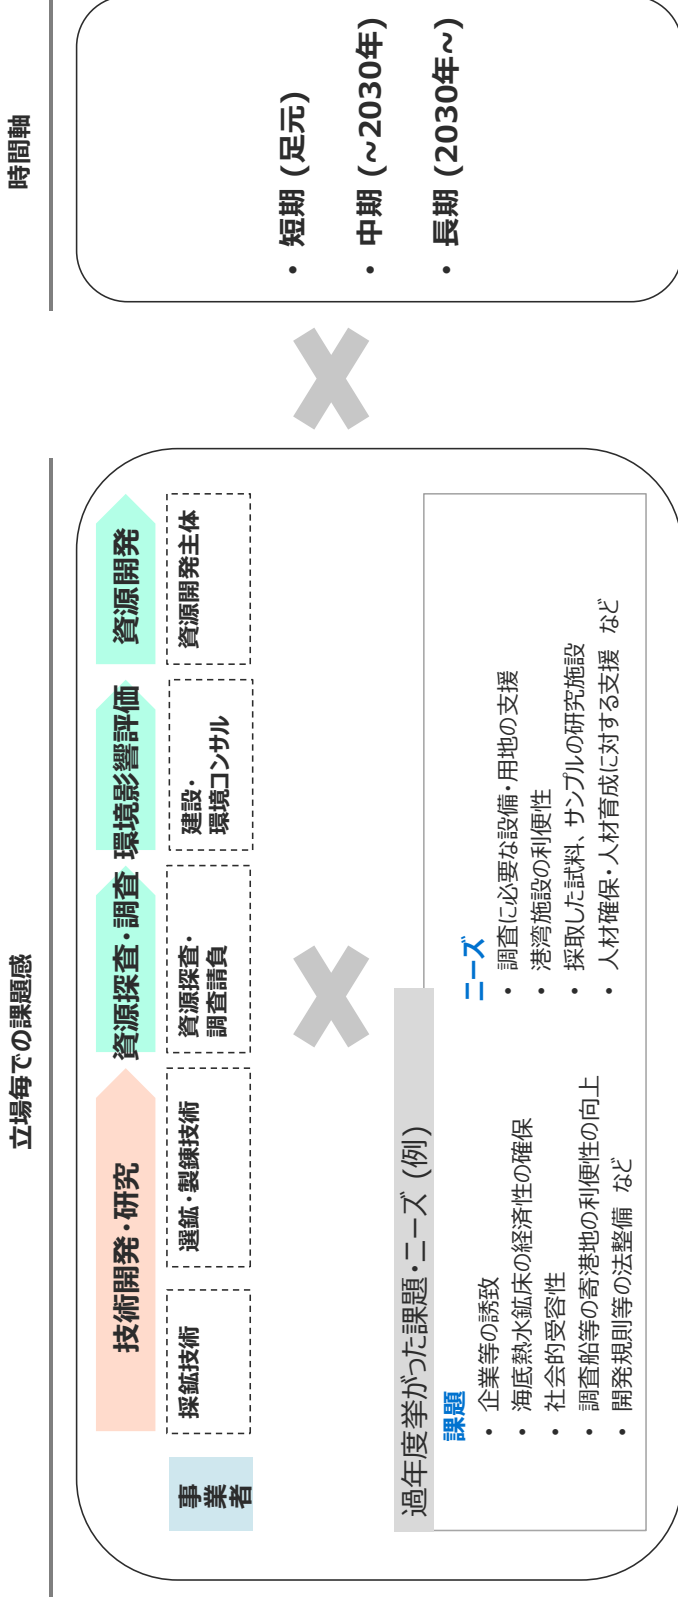 立場毎での課題感
技術開発・研究
資源探査・調査
環境影響評価
資源開発
事業者
採鉱技術
選鉱・製錬技術
資源探査・
調査請負
建設・
環境コンサル
資源開発主体
過年度挙がった課題・ニーズ (例)
課題
• 企業等の誘致
• 海底熱水鉱床の経済性の確保
• 社会的受容性
• 調査船等の寄港地の利便性の向上
• 開発規則等の法整備 など
ニーズ
• 調査に必要な設備・用地の支援
• 港湾施設の利便性
• 採取した試料、サンプルの研究施設
• 人材確保・人材育成に対する支援 など
時間軸
• 短期 (足元)
• 中期 (~2030年)
• 長期 (2030年~)